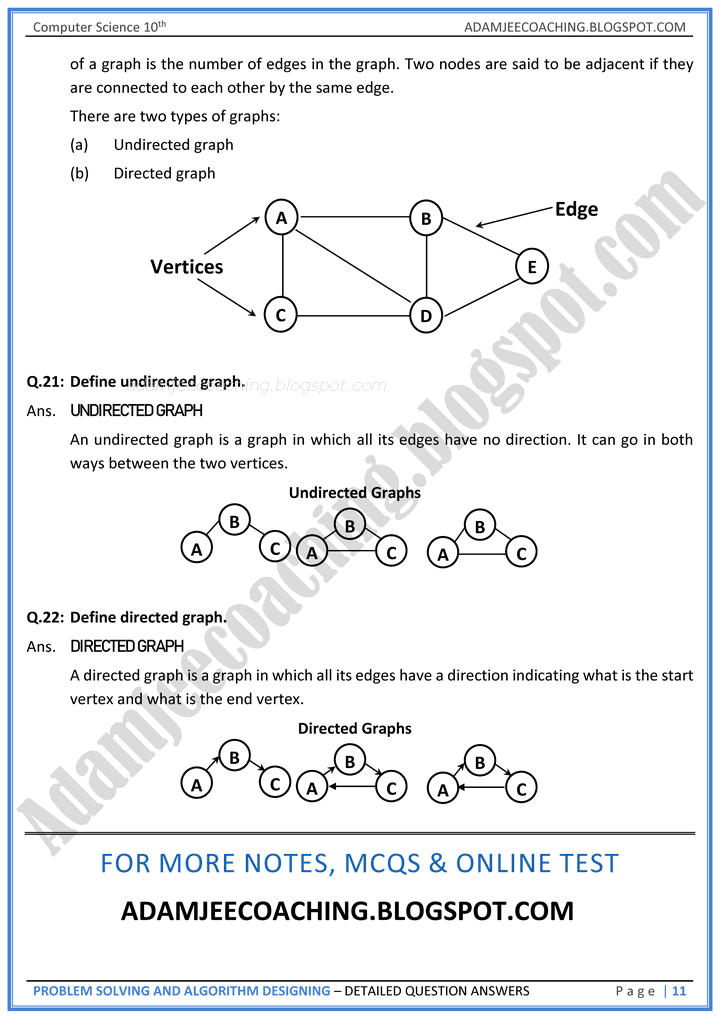 Computer Science 10th ADAMJEECOACHING.BLOGSPOT.COM
of a graph is the number of edges in the graph. Two nodes are said to be adjacent if they
are connected to each other by the same edge.
There are two types of graphs:
(a) Undirected graph
(b) Directed graph
A B Edge
Vertices E
C D
Q.21: Define undirected graph.
adamjeecoaching.blogspot.com
Ans. UNDIRECTED GRAPH
An undirected graph is a graph in which all its edges have no direction. It can go in both
ways between the two vertices.
Undirected Graphs
B B B
A C A C A C
Q.22: Define directed graph.
Ans. DIRECTED GRAPH
A directed graph is a graph in which all its edges have a direction indicating what is the start
vertex and what is the end vertex.
Directed Graphs
B B B
A C A C A C
Adamjeecoaching.blogspot.com
FOR MORE NOTES, MCQS & ONLINE TEST
ADAMJEECOACHING.BLOGSPOT.COM
PROBLEM SOLVING AND ALGORITHM DESIGNING – DETAILED QUESTION ANSWERS Page | 11